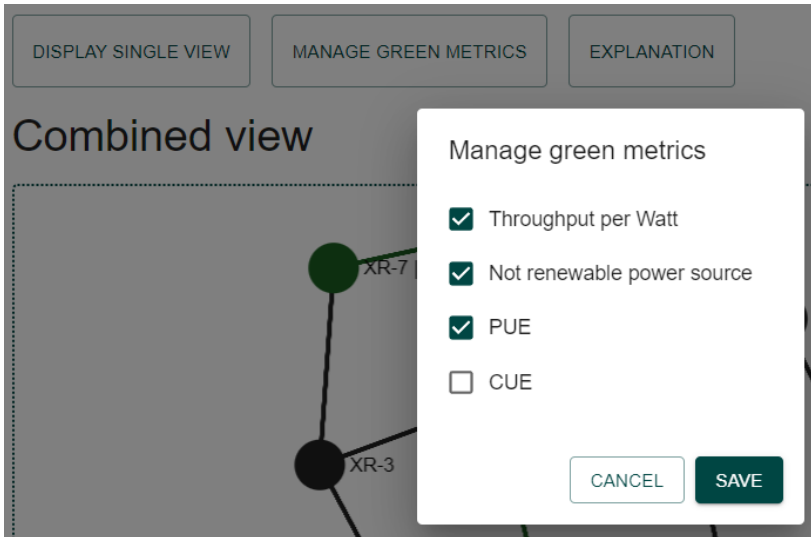 DISPLAY SINGLE VIEW
MANAGE GREEN METRICS
EXPLANATION
Combined view
Manage green metrics
Throughput per Watt
Not renewable power source
PUE
CUE
XR-7 |
XR-3
CANCEL
SAVE